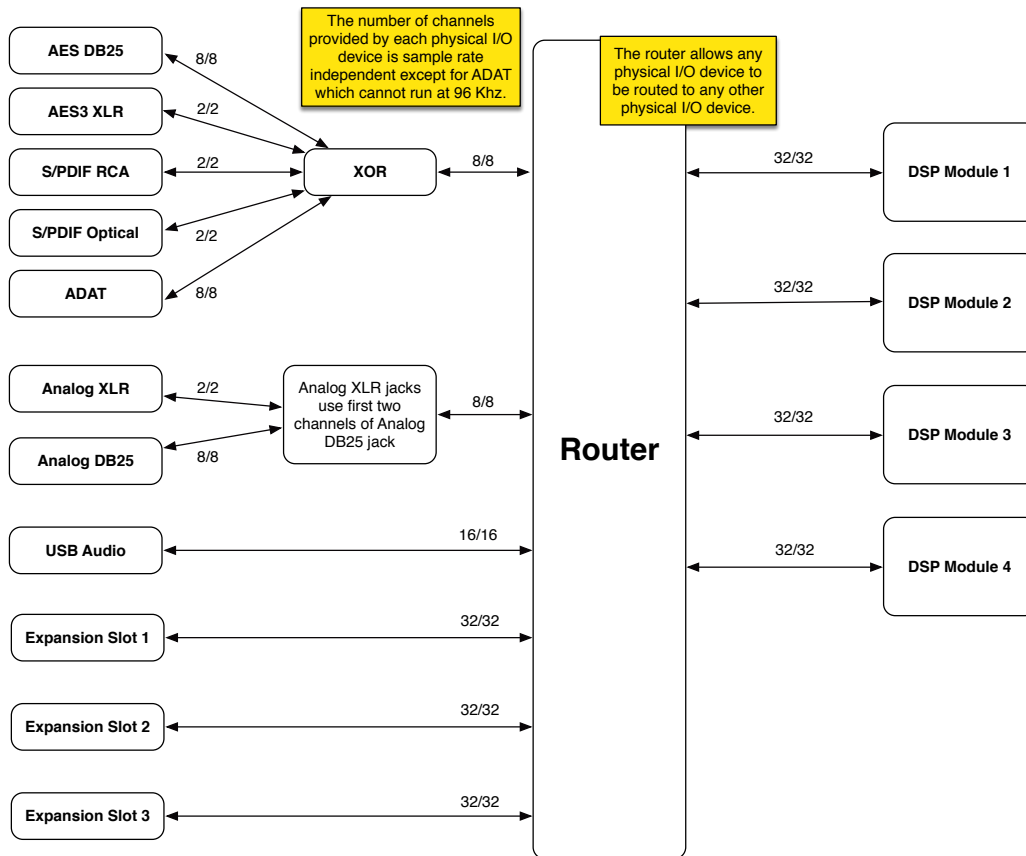 The number of channels
provided by each physical I/O
device is sample rate
independent except for ADAT
which cannot run at 96 Khz.
The router allows any
physical I/O device to
be routed to any other
physical I/O device.
AES DB25
8/8
AES3 XLR
2/2
S/PDIF RCA
2/2
XOR
8/8
S/PDIF Optical
2/2
ADAT
8/8
Analog XLR
2/2
Analog XLR jacks
use first two
channels of Analog
DB25 jack
8/8
Analog DB25
8/8
USB Audio
16/16
Expansion Slot 1
32/32
Expansion Slot 2
32/32
Expansion Slot 3
32/32
Router
32/32
DSP Module 1
32/32
DSP Module 2
32/32
DSP Module 3
32/32
DSP Module 4